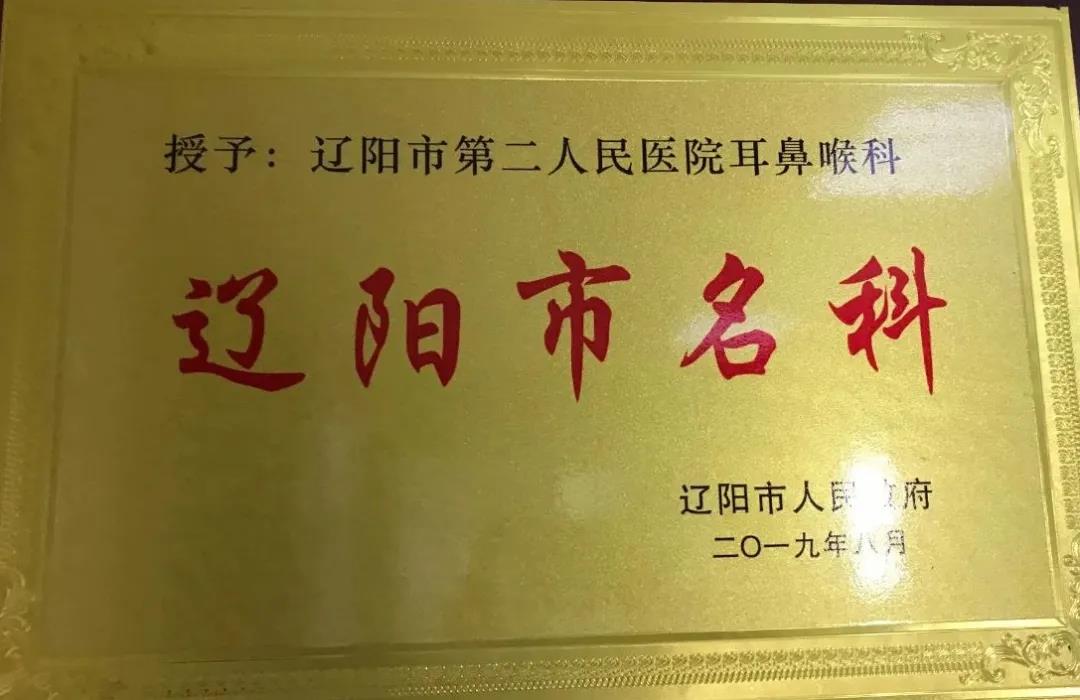 授予：辽阳市第二人民医院耳鼻喉科
辽阳市名科
辽阳市人民政府
二〇一九年八月